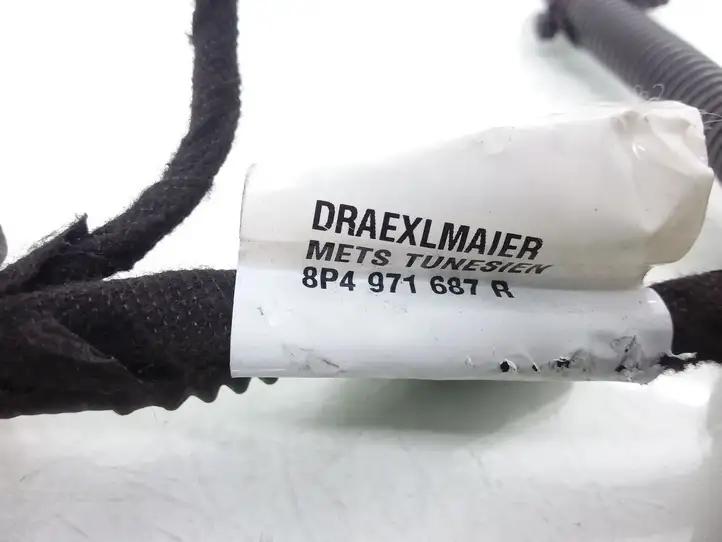 DRAEXLMAIER
METS TUNESIEN
8P4 971 687 R